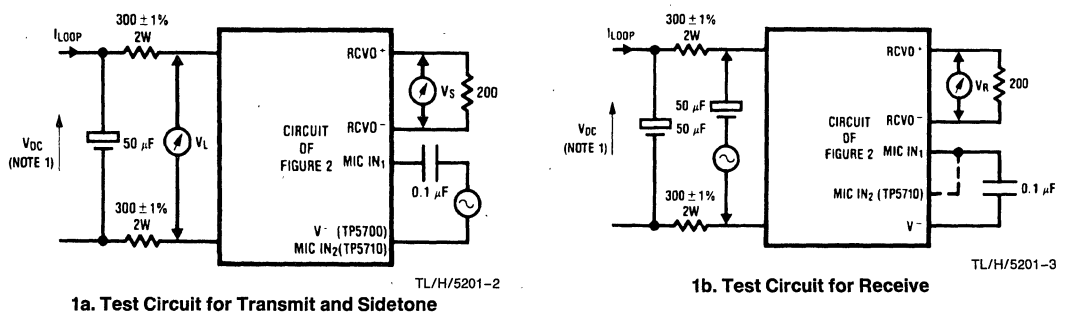 I_LOOP
300 ± 1%
2W
V_DC
(NOTE 1)
50 μF
V_L
300 ± 1%
2W
CIRCUIT
OF
FIGURE 2
RCVO+
V_S
200
RCVO-
MIC IN₁
0.1 μF
V- (TP5700)
MIC IN₂(TP5710)
TL/H/5201-2
1a. Test Circuit for Transmit and Sidetone
I_LOOP
300 ± 1%
2W
V_DC
(NOTE 1)
50 μF
50 μF
300 ± 1%
2W
CIRCUIT
OF
FIGURE 2
RCVO+
V_R
200
RCVO-
MIC IN₁
MIC IN₂ (TP5710)
0.1 μF
V-
TL/H/5201-3
1b. Test Circuit for Receive